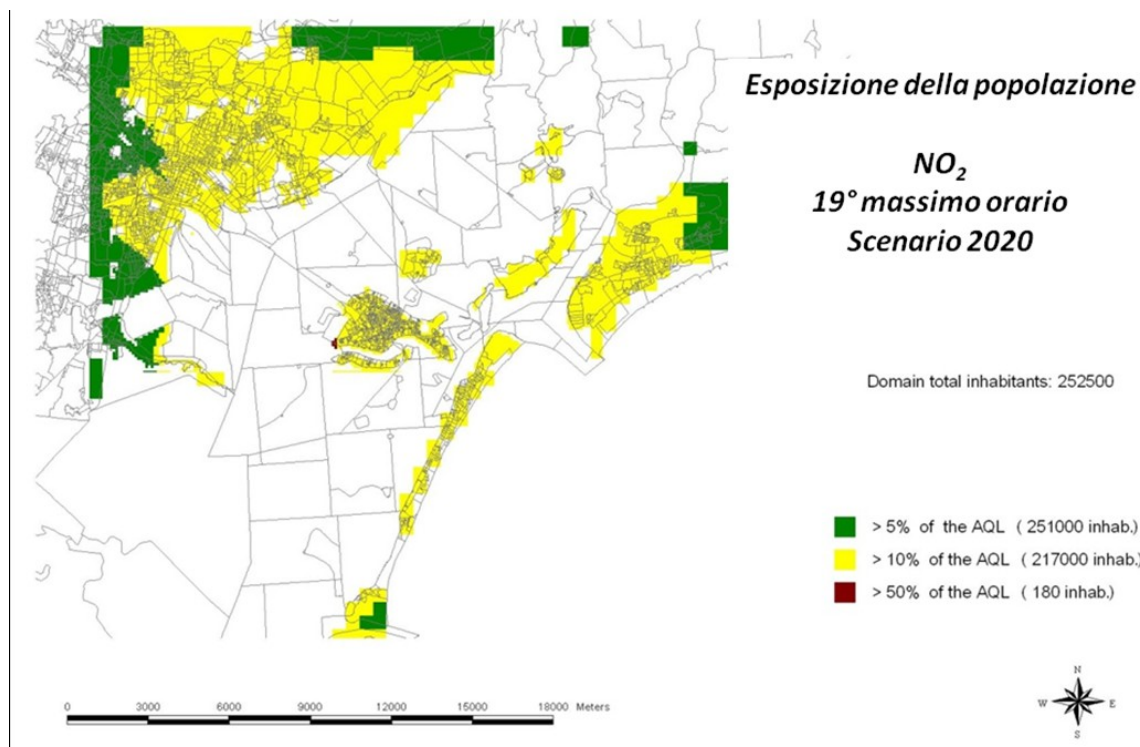 Esposizione della popolazione
NO₂
19° massimo orario
Scenario 2020
Domain total inhabitants: 252500
> 5% of the AQL ( 251000 inhab.)
> 10% of the AQL ( 217000 inhab.)
> 50% of the AQL ( 180 inhab.)
0 3000 6000 9000 12000 15000 18000 Meters
N
W E
S